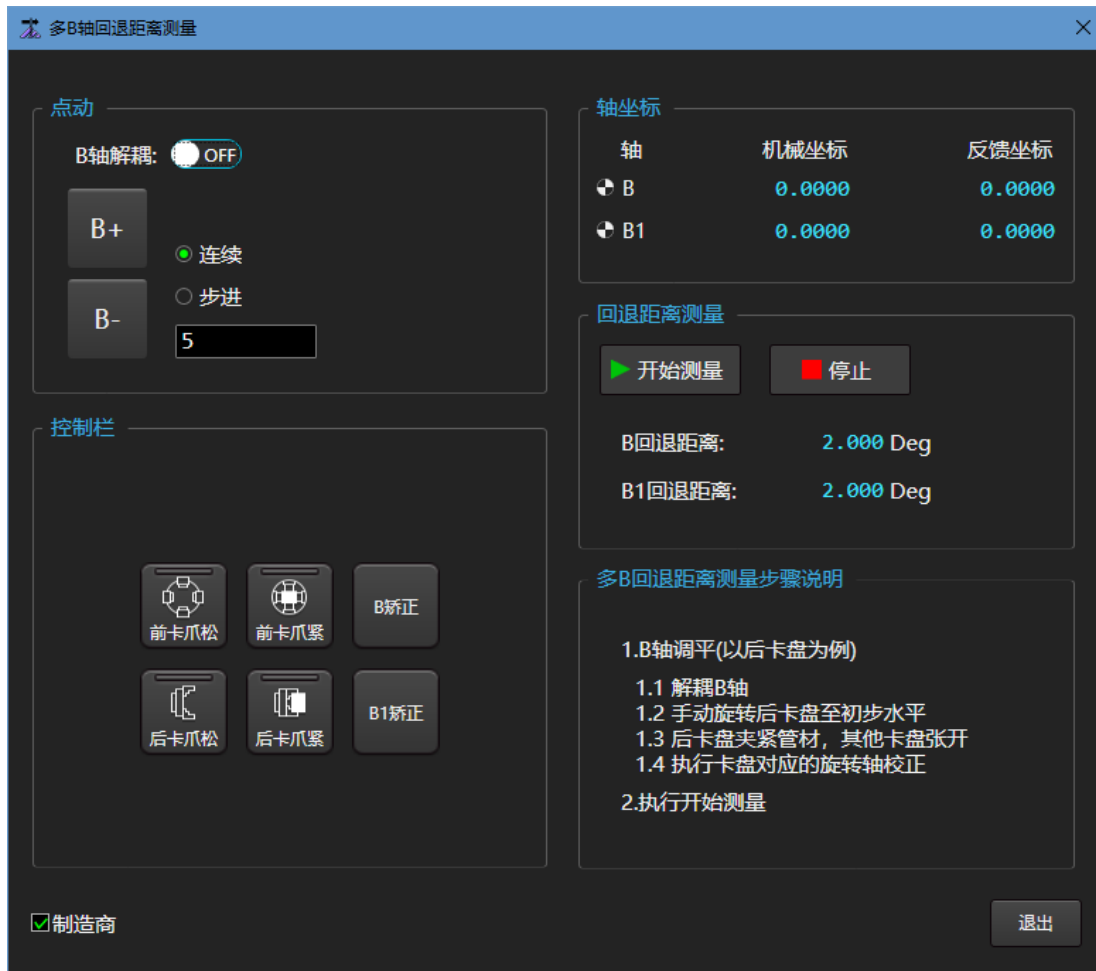 多B轴回退距离测量
点动
B轴解耦: OFF
B+
连续
步进
B-
5
控制栏
前卡爪松
前卡爪紧
B矫正
后卡爪松
后卡爪紧
B1矫正
轴坐标
轴 机械坐标 反馈坐标
B 0.0000 0.0000
B1 0.0000 0.0000
回退距离测量
开始测量 停止
B回退距离: 2.000 Deg
B1回退距离: 2.000 Deg
多B回退距离测量步骤说明
1.B轴调平(以后卡盘为例)
1.1 解耦B轴
1.2 手动旋转后卡盘至初步水平
1.3 后卡盘夹紧管材，其他卡盘张开
1.4 执行卡盘对应的旋转轴校正
2.执行开始测量
制造商
退出